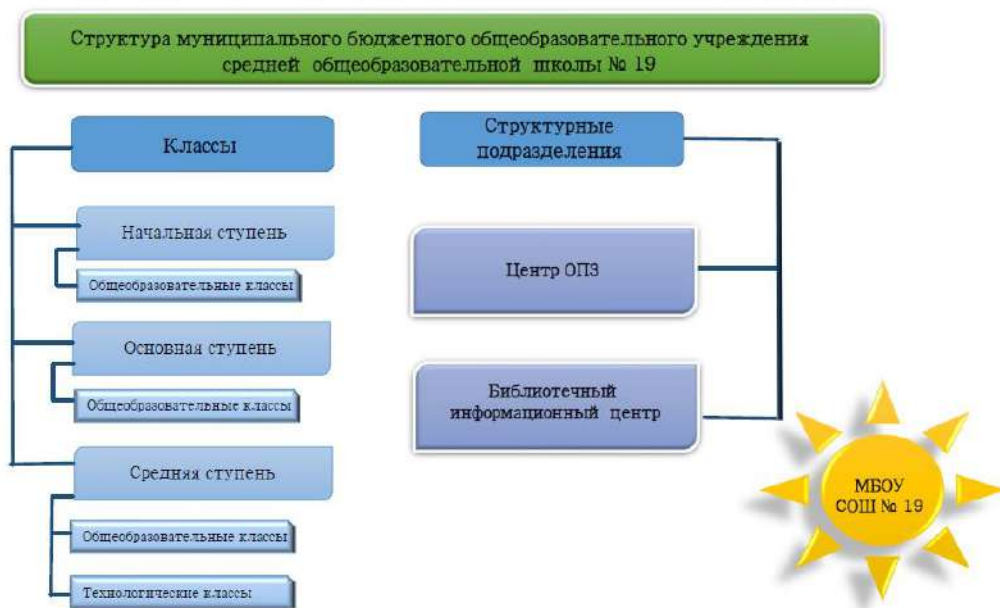 Структура муниципального бюджетного общеобразовательного учреждения
средней общеобразовательной школы № 19
Классы
Начальная ступень
Общеобразовательные классы
Основная ступень
Общеобразовательные классы
Средняя ступень
Общеобразовательные классы
Технологические классы
Структурные
подразделения
Центр ОПЗ
Библиотечный
информационный центр
МБОУ
СОШ № 19